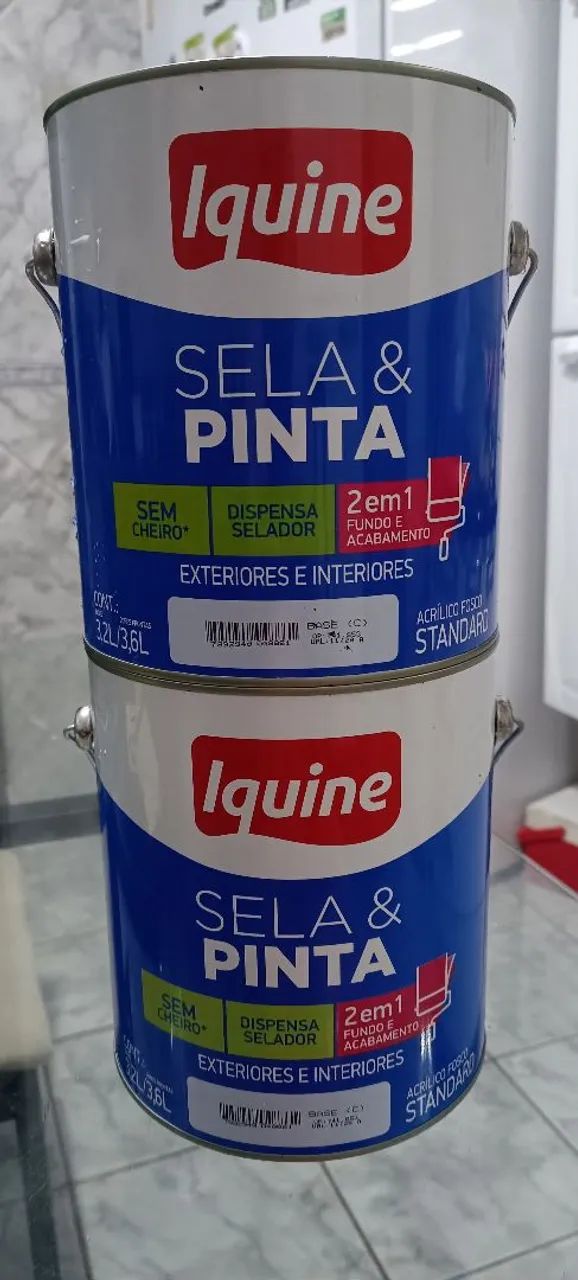 Iquine
SELA &
PINTA
SEM
CHEIRO*
DISPENSA
SELADOR
2 em 1
FUNDO E
ACABAMENTO
EXTERIORES E INTERIORES
CONT.:
3,2L/3,6L
BASE (C)
ACRÍLICO FOSCO
STANDARD
Iquine
SELA &
PINTA
SEM
CHEIRO*
DISPENSA
SELADOR
2 em 1
FUNDO E
ACABAMENTO
EXTERIORES E INTERIORES
3,2L/3,6L
BASE (C)
ACRÍLICO FOSCO
STANDARD